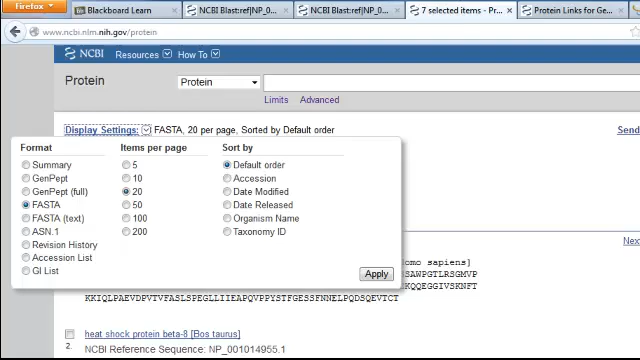 Firefox
Blackboard Learn
NCBI Blast:ref|NP_0...
NCBI Blast:ref|NP_00...
7 selected items - Pr...
Protein Links for Ge...
www.ncbi.nlm.nih.gov/protein
NCBI Resources How To
Protein
Protein
Limits Advanced
Display Settings: FASTA, 20 per page, Sorted by Default order
Send
Format Items per page Sort by
Summary 5 Default order
GenPept 10 Accession
GenPept (full) 20 Date Modified
FASTA 50 Date Released
FASTA (text) 100 Organism Name
ASN.1 200 Taxonomy ID
Revision History
Nex
Accession List
omo sapiens]
GI List
SAWPGTLRSGMVP
KQQEGGIVSKNFT
Apply
KKIQLPAEVDPVTVFASLSPEGLLIIEAPQVPPYSTFGESSFNNELPQDSQEVTCT
heat shock protein beta-8 [Bos taurus]
2.
NCBI Reference Sequence: NP_001014955.1